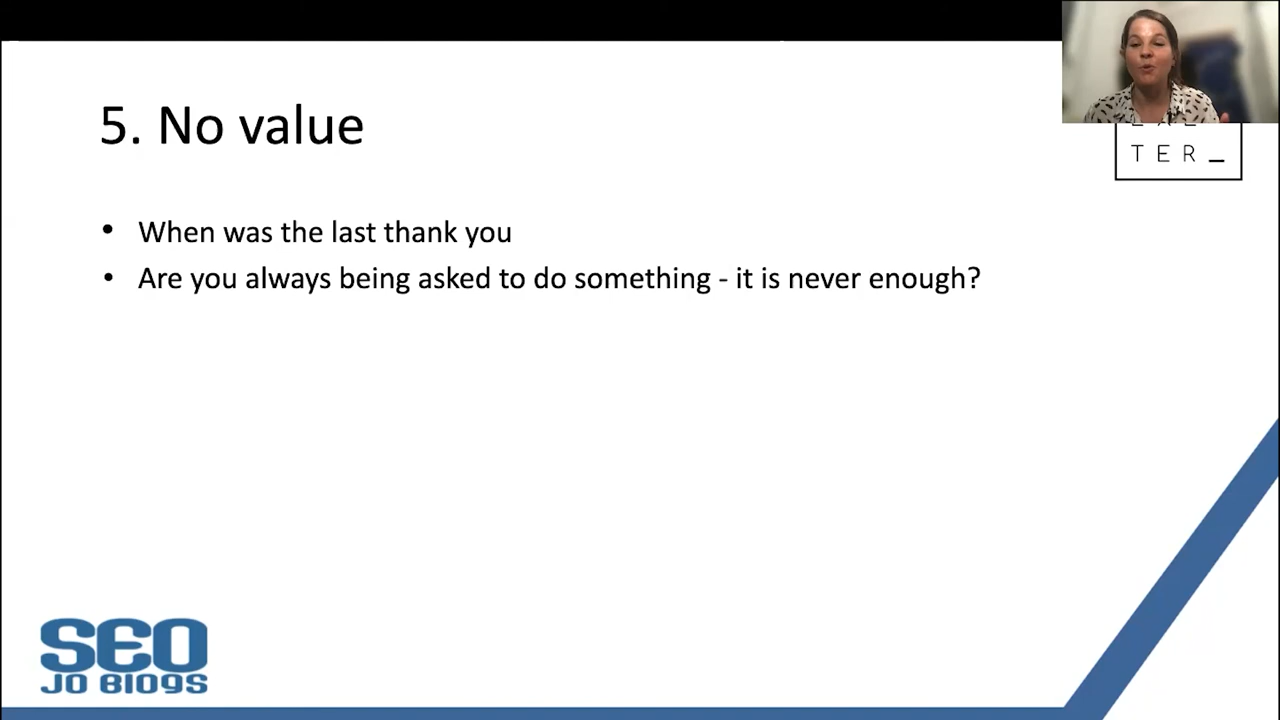 5. No value
TER_
• When was the last thank you
• Are you always being asked to do something - it is never enough?
SEO
JO BlOgS